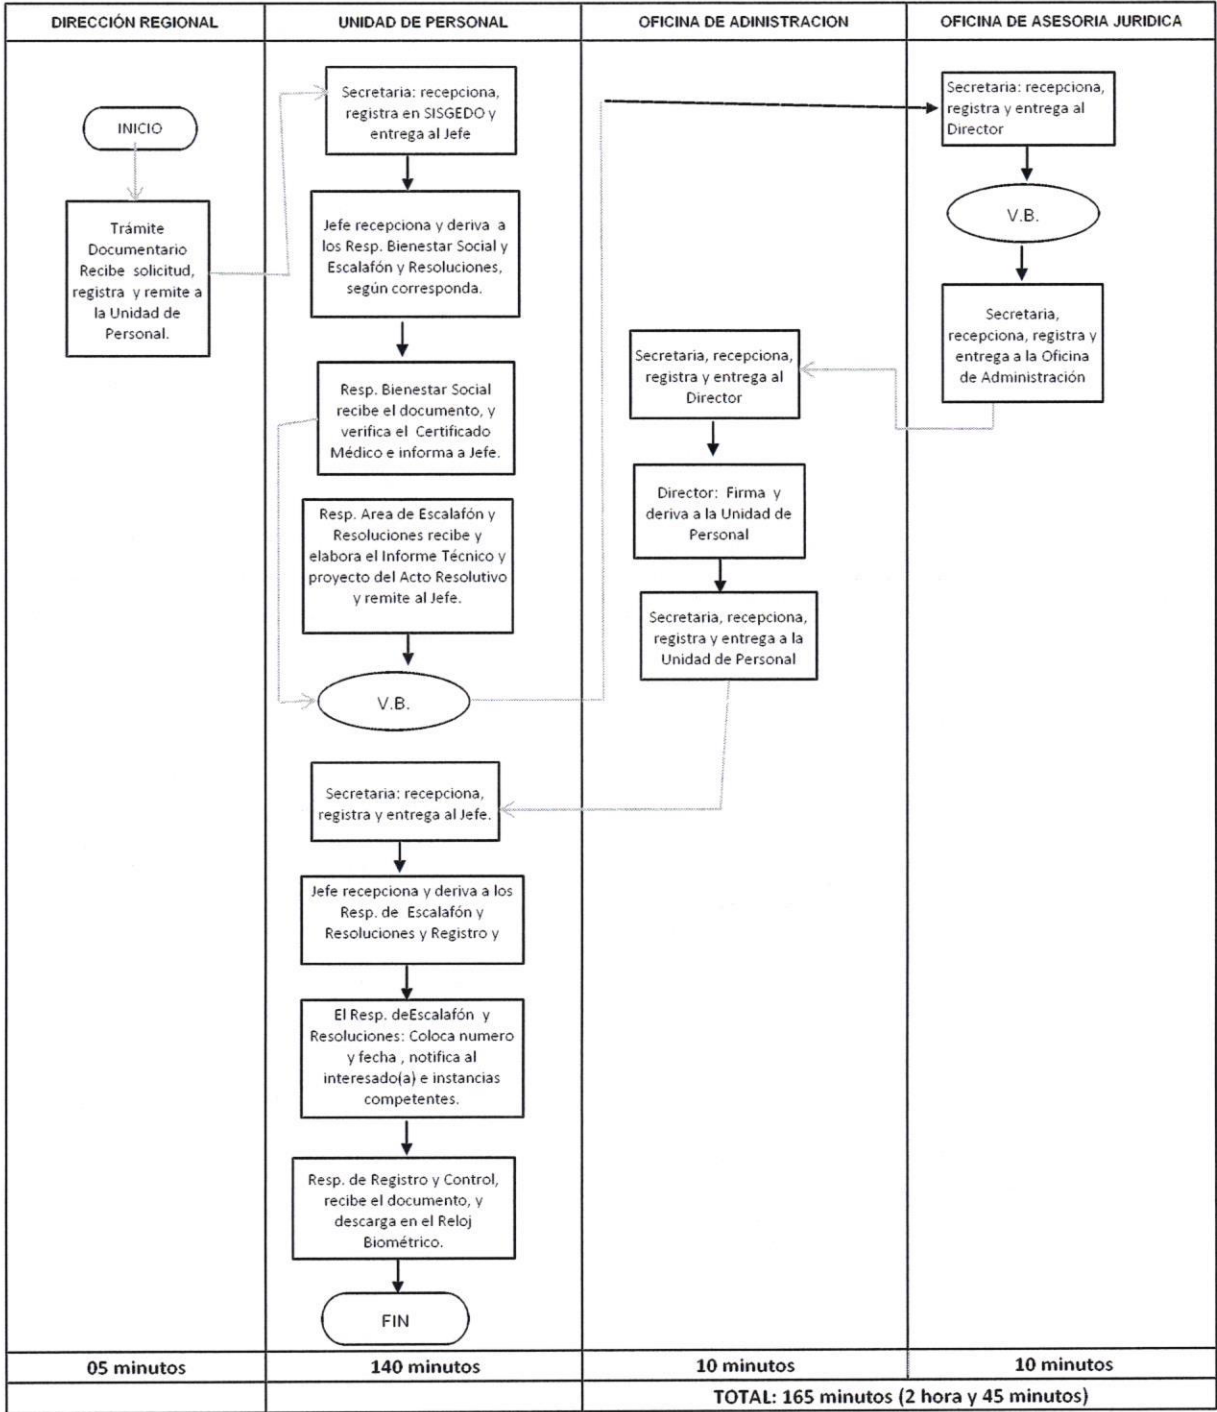 DIRECCIÓN REGIONAL
UNIDAD DE PERSONAL
OFICINA DE ADINISTRACION
OFICINA DE ASESORIA JURIDICA
INICIO
Trámite
Documentario
Recibe solicitud,
registra y remite a
la Unidad de
Personal.
Secretaria: recepciona,
registra en SISGEDO y
entrega al Jefe
Jefe recepciona y deriva a
los Resp. Bienestar Social y
Escalafón y Resoluciones,
según corresponda.
Resp. Bienestar Social
recibe el documento, y
verifica el Certificado
Médico e informa a Jefe.
Resp. Area de Escalafón y
Resoluciones recibe y
elabora el Informe Técnico y
proyecto del Acto Resolutivo
y remite al Jefe.
V.B.
Secretaria: recepciona,
registra y entrega al Jefe.
Jefe recepciona y deriva a los
Resp. de Escalafón y
Resoluciones y Registro y
El Resp. deEscalafón y
Resoluciones: Coloca numero
y fecha , notifica al
interesado(a) e instancias
competentes.
Resp. de Registro y Control,
recibe el documento, y
descarga en el Reloj
Biométrico.
FIN
Secretaria, recepciona,
registra y entrega al
Director
Director: Firma y
deriva a la Unidad de
Personal
Secretaria, recepciona,
registra y entrega a la
Unidad de Personal
Secretaria: recepciona,
registra y entrega al
Director
V.B.
Secretaria,
recepciona, registra y
entrega a la Oficina
de Administración
05 minutos
140 minutos
10 minutos
10 minutos
TOTAL: 165 minutos (2 hora y 45 minutos)